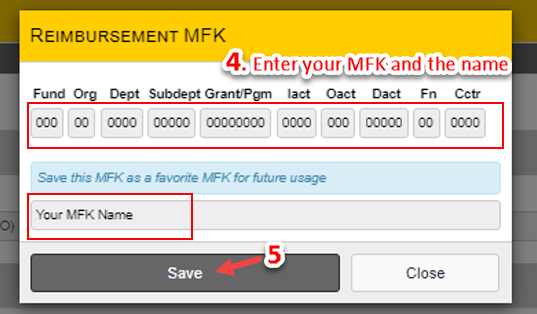 REIMBURSEMENT MFK
4. Enter your MFK and the name
Fund Org Dept Subdept Grant/Pgm Iact Oact Dact Fn Cctr
000 00 0000 00000 00000000 0000 000 00000 00 0000
Save this MFK as a favorite MFK for future usage
O)
Your MFK Name
5
Save Close